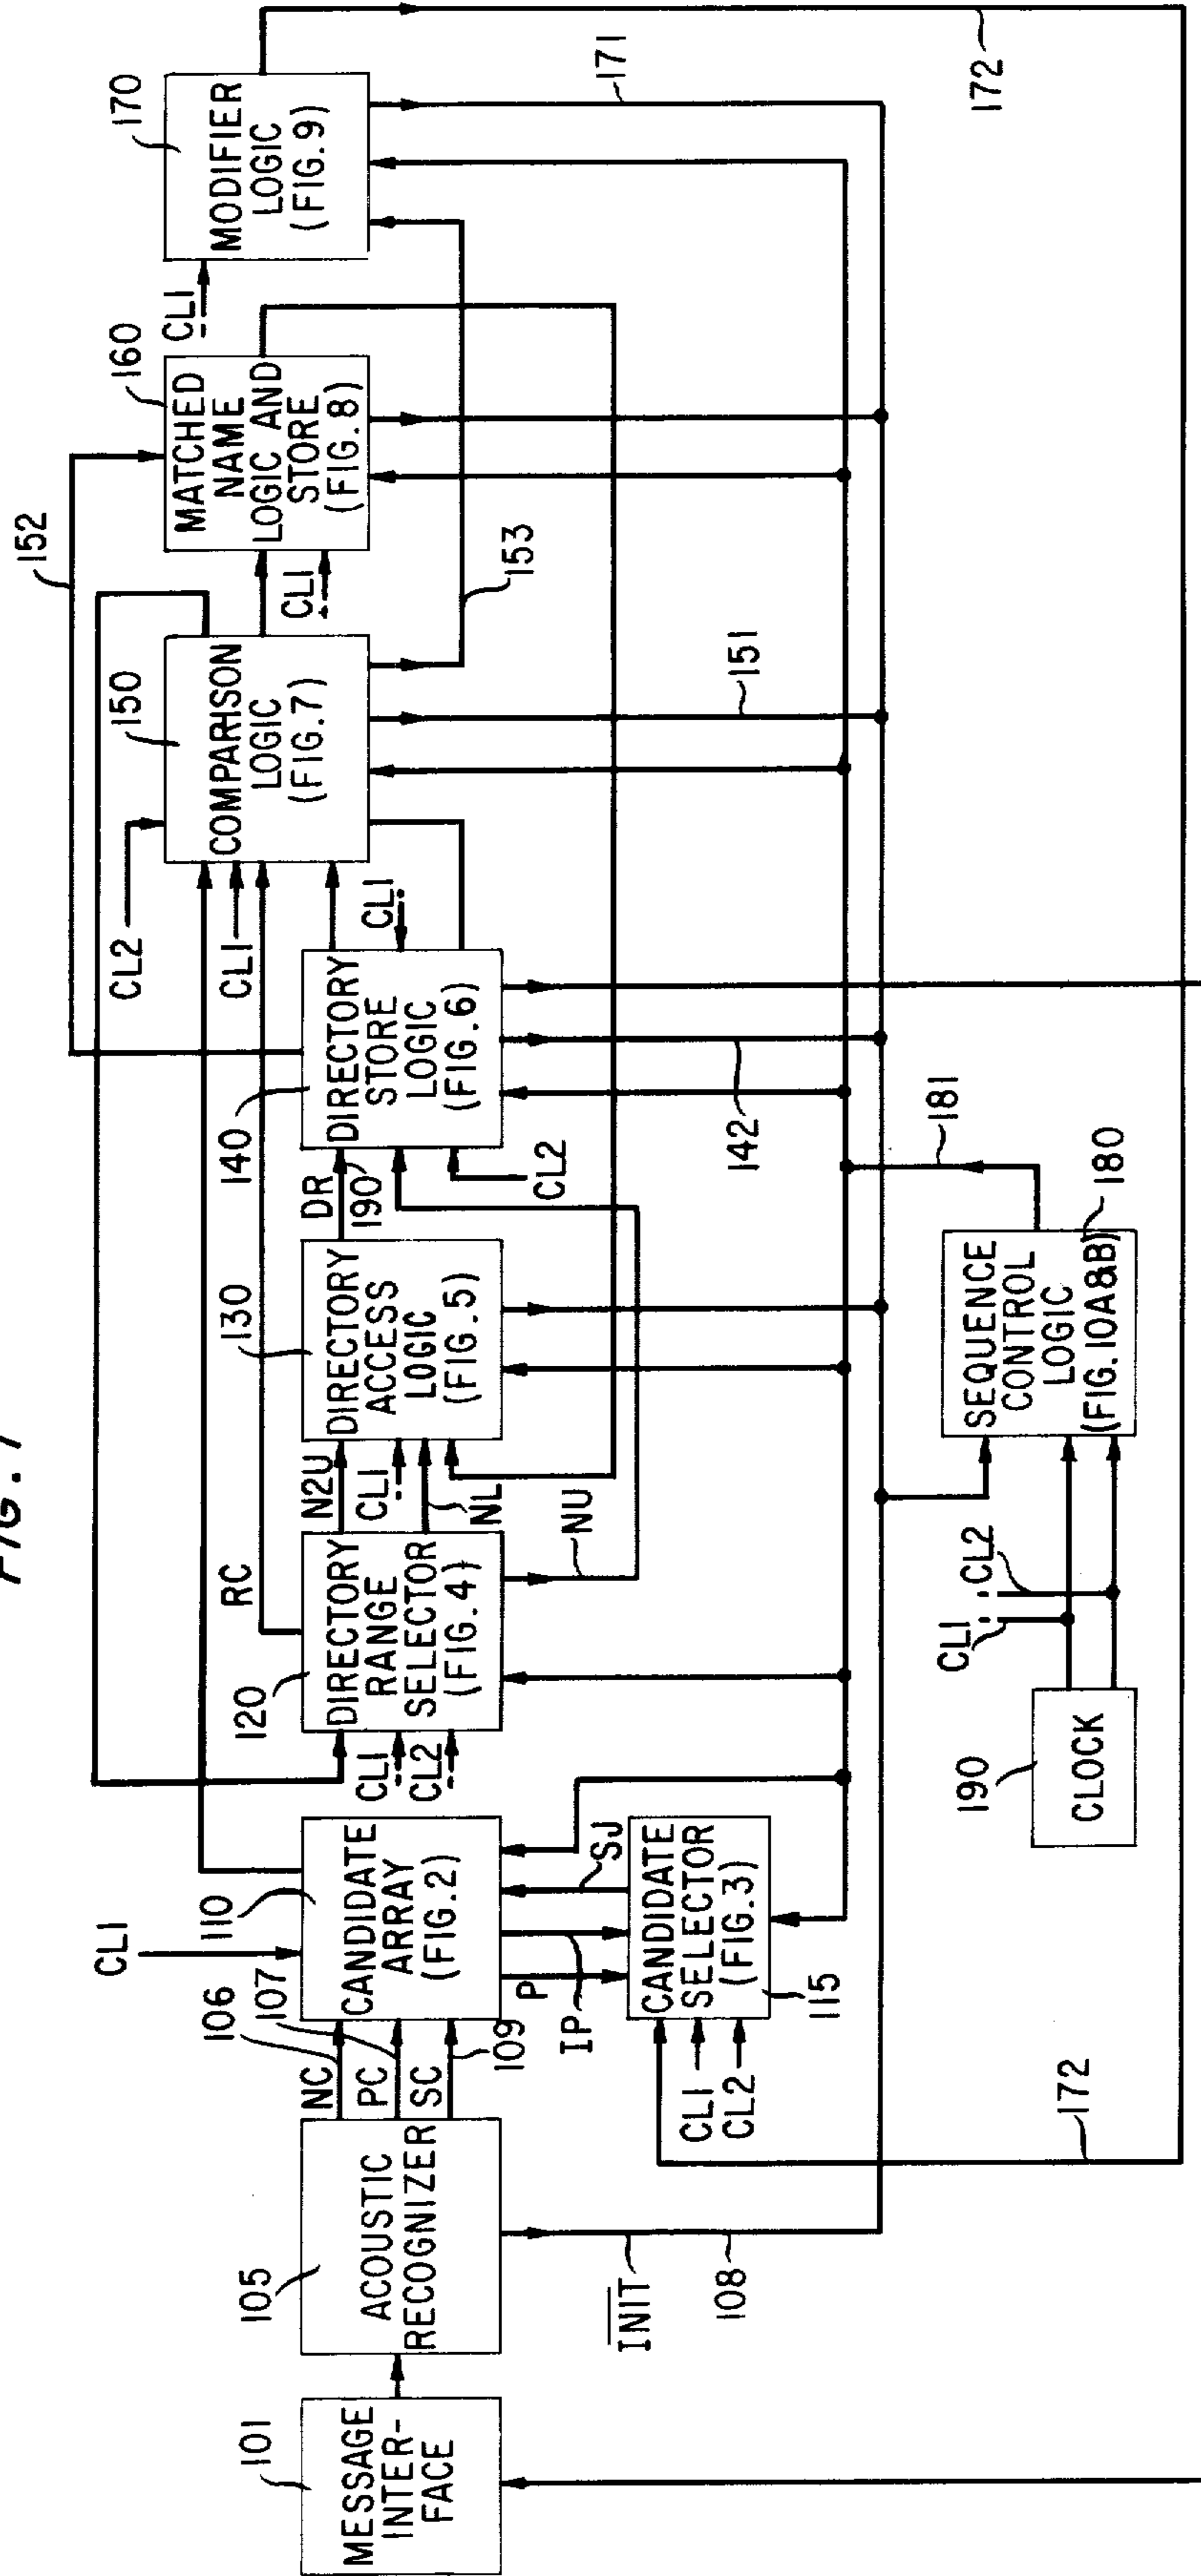 FIG. 1
101
MESSAGE
INTER-
FACE
105
ACOUSTIC
RECOGNIZER
INIT
108
NC
106
PC
107
SC
109
CL1
110
CANDIDATE
ARRAY
(FIG. 2)
P
IP
SJ
CANDIDATE
SELECTOR
(FIG. 3)
115
CL1
CL2
172
120
DIRECTORY
RANGE
SELECTOR
(FIG. 4)
CL1
CL2
RC
N2U
CL1
NL
NU
130
DIRECTORY
ACCESS
LOGIC
(FIG. 5)
DR
190
140
DIRECTORY
STORE
LOGIC
(FIG. 6)
CL2
CL1
142
CL2
CL1
150
COMPARISON
LOGIC
(FIG. 7)
151
152
153
160
MATCHED
NAME
LOGIC AND
STORE
(FIG. 8)
CL1
170
MODIFIER
LOGIC
(FIG. 9)
CL1
171
172
190
CLOCK
CL1
CL2
SEQUENCE
CONTROL
LOGIC
(FIG. 10A&B)
180
181